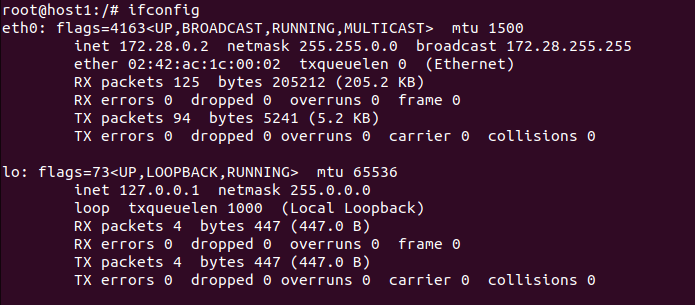 root@host1:/# ifconfig
eth0: flags=4163<UP,BROADCAST,RUNNING,MULTICAST>  mtu 1500
        inet 172.28.0.2  netmask 255.255.0.0  broadcast 172.28.255.255
        ether 02:42:ac:1c:00:02  txqueuelen 0  (Ethernet)
        RX packets 125  bytes 205212 (205.2 KB)
        RX errors 0  dropped 0  overruns 0  frame 0
        TX packets 94  bytes 5241 (5.2 KB)
        TX errors 0  dropped 0 overruns 0  carrier 0  collisions 0

lo: flags=73<UP,LOOPBACK,RUNNING>  mtu 65536
        inet 127.0.0.1  netmask 255.0.0.0
        loop  txqueuelen 1000  (Local Loopback)
        RX packets 4  bytes 447 (447.0 B)
        RX errors 0  dropped 0  overruns 0  frame 0
        TX packets 4  bytes 447 (447.0 B)
        TX errors 0  dropped 0 overruns 0  carrier 0  collisions 0